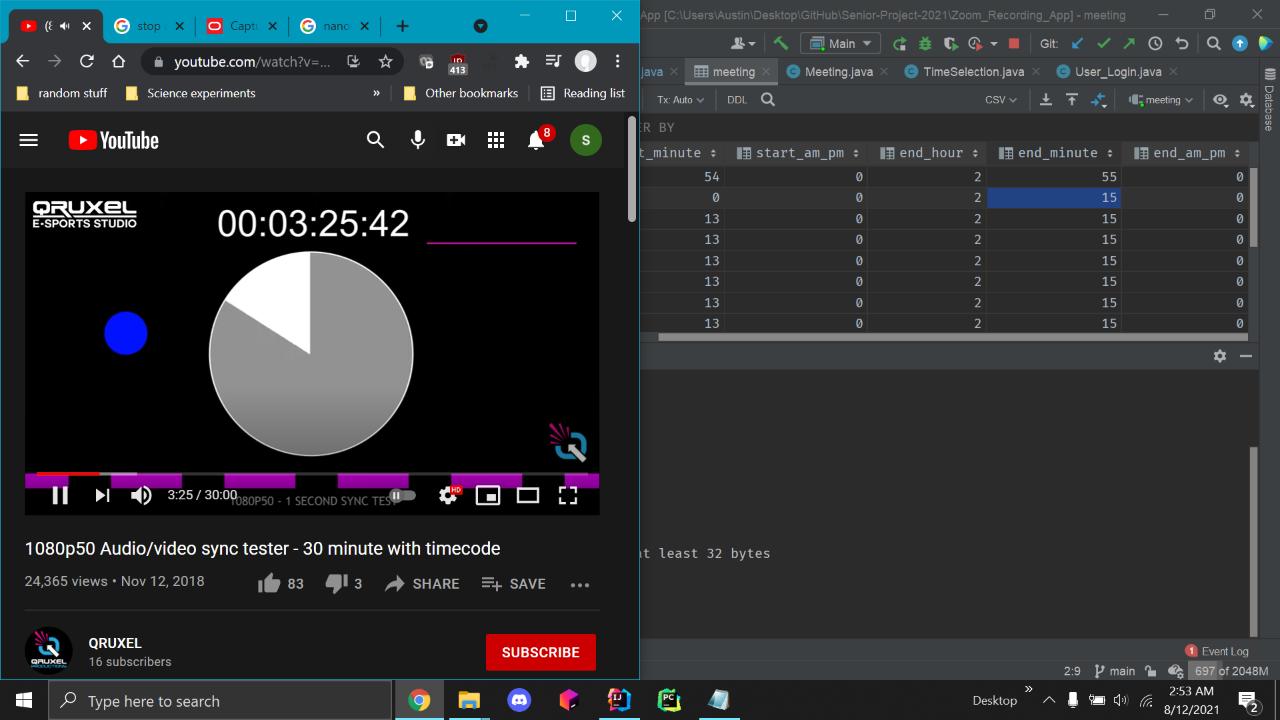 stop
Capt
nano
youtube.com/watch?v=...
413
random stuff
Science experiments
»
Other bookmarks
Reading list
YouTube
8
S
QRUXEL
E-SPORTS STUDIO
00:03:25:42
3:25 / 30:00
1080P50 - 1 SECOND SYNC TEST
HD
1080p50 Audio/video sync tester - 30 minute with timecode
24,365 views • Nov 12, 2018
83
3
SHARE
SAVE
QRUXEL
16 subscribers
SUBSCRIBE
App [C:\Users\Austin\Desktop\GitHub\Senior-Project-2021\Zoom_Recording_App] - meeting
Main
Git:
java
meeting
Meeting.java
TimeSelection.java
User_Login.java
Tx: Auto
DDL
CSV
meeting
Database
ER BY
t_minute start_am_pm end_hour end_minute end_am_pm
54 0 2 55 0
0 0 2 15 0
13 0 2 15 0
13 0 2 15 0
13 0 2 15 0
13 0 2 15 0
13 0 2 15 0
13 0 2 15 0
at least 32 bytes
1 Event Log
2:9 main 697 of 2048M
Type here to search
Desktop
»
2:53 AM
8/12/2021
2